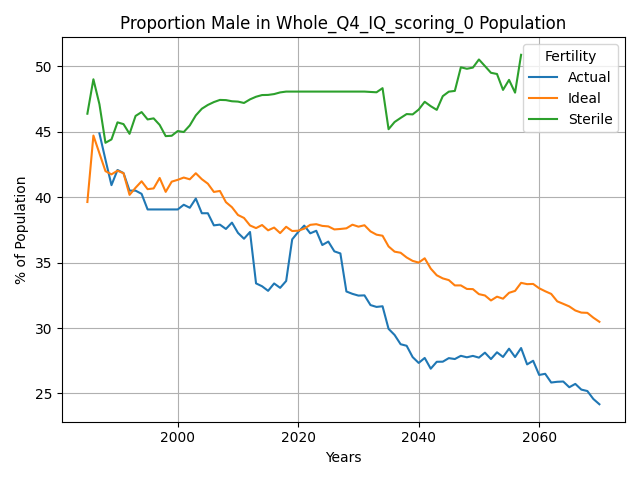 Proportion Male in Whole_Q4_IQ_scoring_0 Population
Fertility
Actual
Ideal
Sterile
% of Population
50
45
40
35
30
25
2000
2020
2040
2060
Years